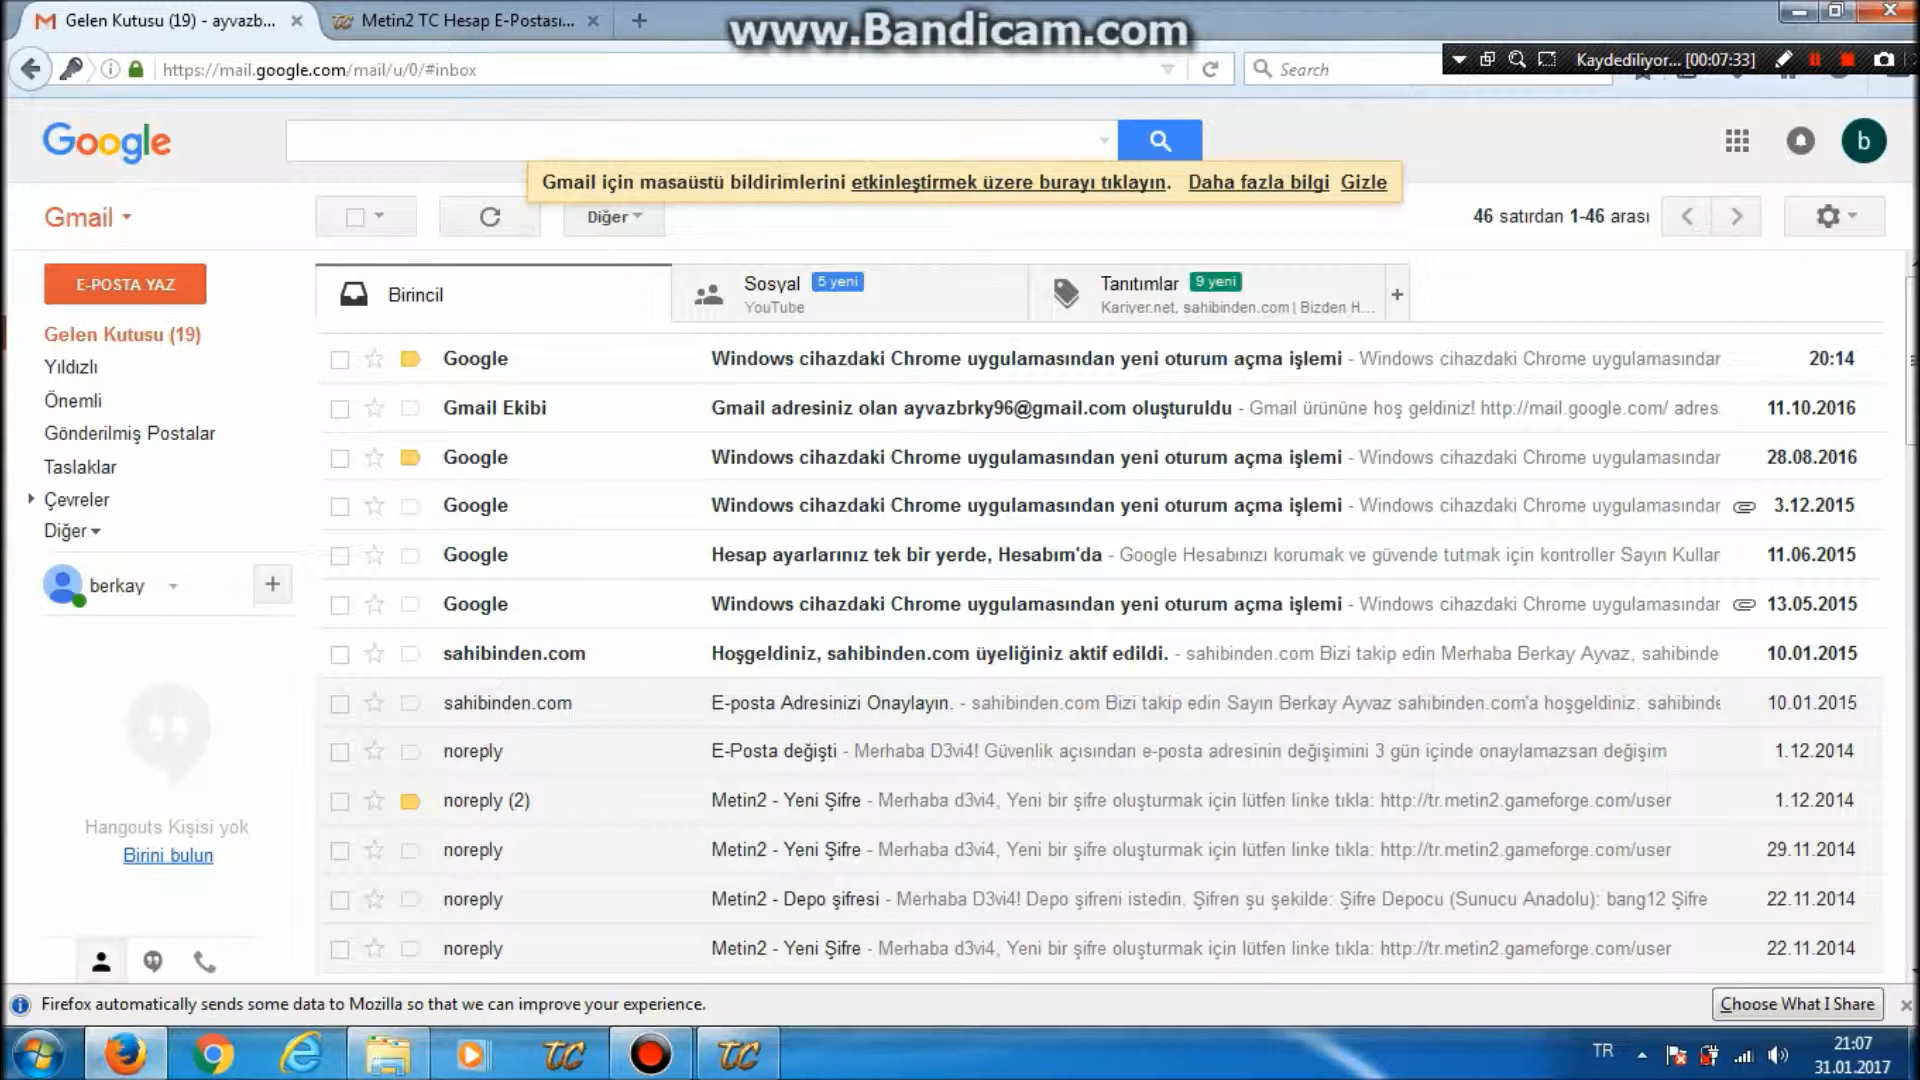 Gelen Kutusu (19) - ayvazb...
Metin2 TC Hesap E-Postası...
www.Bandicam.com
https://mail.google.com/mail/u/0/#inbox
Search
Kaydediliyor... [00:07:33]
Google
b
Gmail için masaüstü bildirimlerini etkinleştirmek üzere burayı tıklayın. Daha fazla bilgi Gizle
Gmail
Diğer
46 satırdan 1-46 arası
E-POSTA YAZ
Gelen Kutusu (19)
Yıldızlı
Önemli
Gönderilmiş Postalar
Taslaklar
Çevreler
Diğer
berkay
Hangouts Kişisi yok
Birini bulun
Birincil
Sosyal 5 yeni
YouTube
Tanıtımlar 9 yeni
Kariyer.net, sahibinden.com | Bizden H...
Google Windows cihazdaki Chrome uygulamasından yeni oturum açma işlemi - Windows cihazdaki Chrome uygulamasından 20:14
Gmail Ekibi Gmail adresiniz olan ayvazbrky96@gmail.com oluşturuldu - Gmail ürününe hoş geldiniz! http://mail.google.com/ adres 11.10.2016
Google Windows cihazdaki Chrome uygulamasından yeni oturum açma işlemi - Windows cihazdaki Chrome uygulamasından 28.08.2016
Google Windows cihazdaki Chrome uygulamasından yeni oturum açma işlemi - Windows cihazdaki Chrome uygulamasından 3.12.2015
Google Hesap ayarlarınız tek bir yerde, Hesabım'da - Google Hesabınızı korumak ve güvende tutmak için kontroller Sayın Kullar 11.06.2015
Google Windows cihazdaki Chrome uygulamasından yeni oturum açma işlemi - Windows cihazdaki Chrome uygulamasından 13.05.2015
sahibinden.com Hoşgeldiniz, sahibinden.com üyeliğiniz aktif edildi. - sahibinden.com Bizi takip edin Merhaba Berkay Ayvaz, sahibinde 10.01.2015
sahibinden.com E-posta Adresinizi Onaylayın. - sahibinden.com Bizi takip edin Sayın Berkay Ayvaz sahibinden.com'a hoşgeldiniz. sahibinde 10.01.2015
noreply E-Posta değişti - Merhaba D3vi4! Güvenlik açısından e-posta adresinin değişimini 3 gün içinde onaylamazsan değişim 1.12.2014
noreply (2) Metin2 - Yeni Şifre - Merhaba d3vi4, Yeni bir şifre oluşturmak için lütfen linke tıkla: http://tr.metin2.gameforge.com/user 1.12.2014
noreply Metin2 - Yeni Şifre - Merhaba d3vi4, Yeni bir şifre oluşturmak için lütfen linke tıkla: http://tr.metin2.gameforge.com/user 29.11.2014
noreply Metin2 - Depo şifresi - Merhaba D3vi4! Depo şifreni istedin. Şifren şu şekilde: Şifre Depocu (Sunucu Anadolu): bang12 Şifre 22.11.2014
noreply Metin2 - Yeni Şifre - Merhaba d3vi4, Yeni bir şifre oluşturmak için lütfen linke tıkla: http://tr.metin2.gameforge.com/user 22.11.2014
Firefox automatically sends some data to Mozilla so that we can improve your experience.
Choose What I Share
TC
TC
TR
21:07
31.01.2017